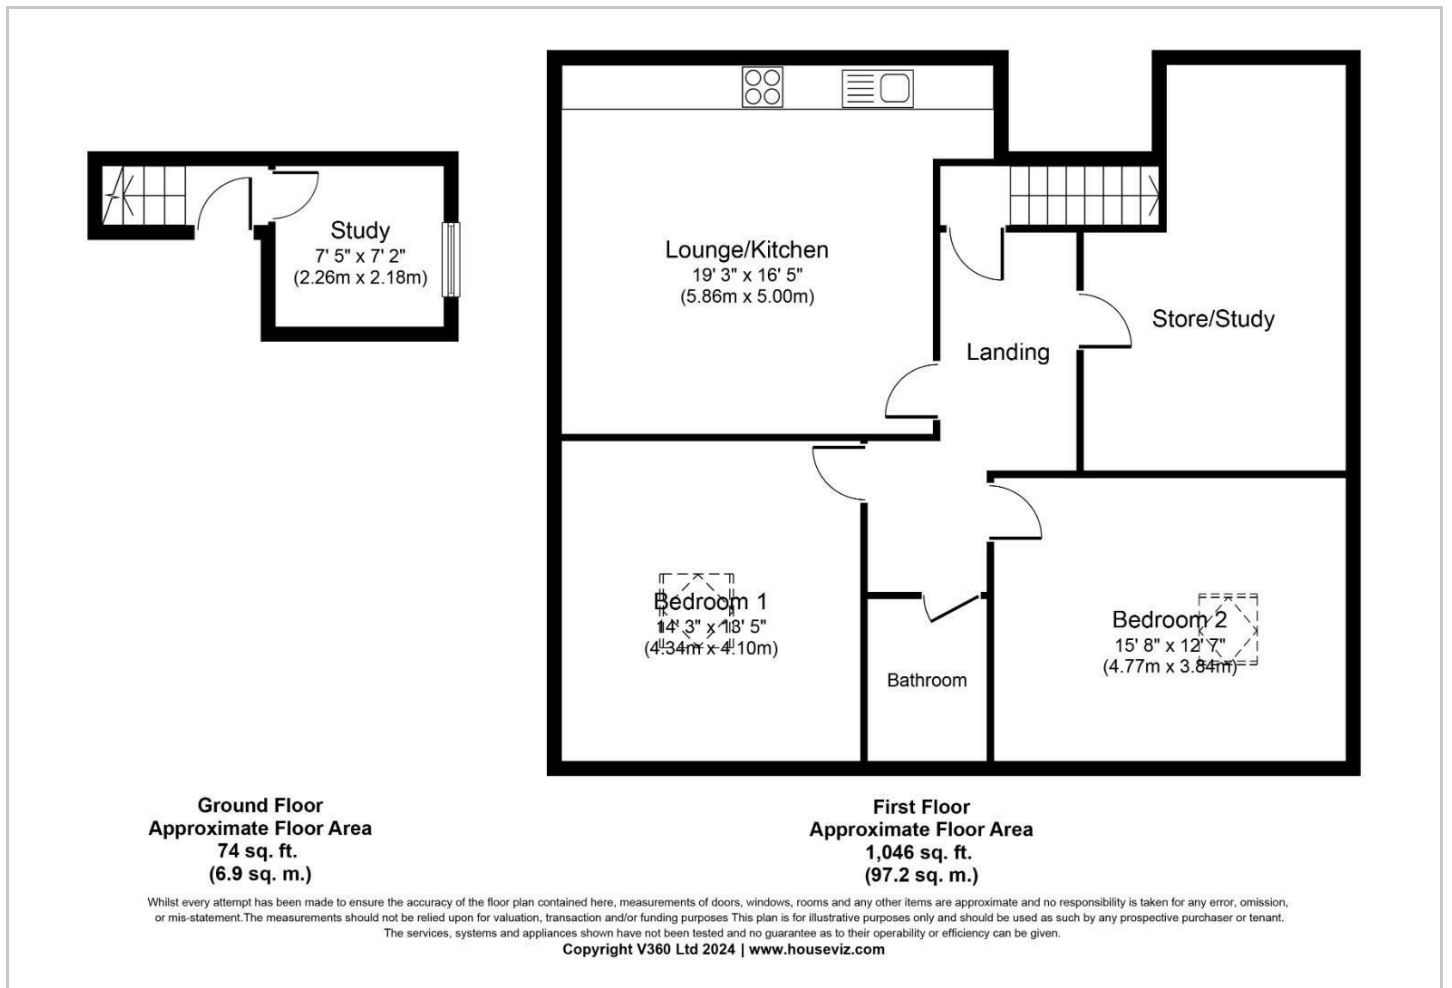 Study
7' 5" x 7' 2"
(2.26m x 2.18m)
Lounge/Kitchen
19' 3" x 16' 5"
(5.86m x 5.00m)
Store/Study
Landing
Bedroom 1
14' 3" x 13' 5"
(4.34m x 4.10m)
Bathroom
Bedroom 2
15' 8" x 12' 7"
(4.77m x 3.84m)
Ground Floor
Approximate Floor Area
74 sq. ft.
(6.9 sq. m.)
First Floor
Approximate Floor Area
1,046 sq. ft.
(97.2 sq. m.)
Whilst every attempt has been made to ensure the accuracy of the floor plan contained here, measurements of doors, windows, rooms and any other items are approximate and no responsibility is taken for any error, omission,
or mis-statement.The measurements should not be relied upon for valuation, transaction and/or funding purposes This plan is for illustrative purposes only and should be used as such by any prospective purchaser or tenant.
The services, systems and appliances shown have not been tested and no guarantee as to their operability or efficiency can be given.
Copyright V360 Ltd 2024 | www.houseviz.com